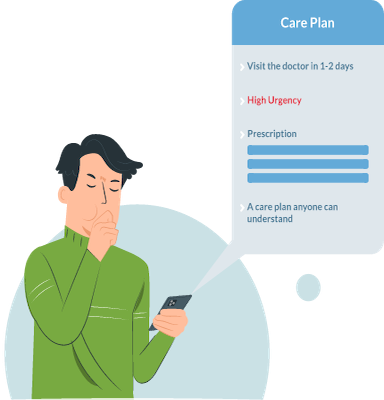 Care Plan
Visit the doctor in 1-2 days
High Urgency
Prescription
A care plan anyone can
understand